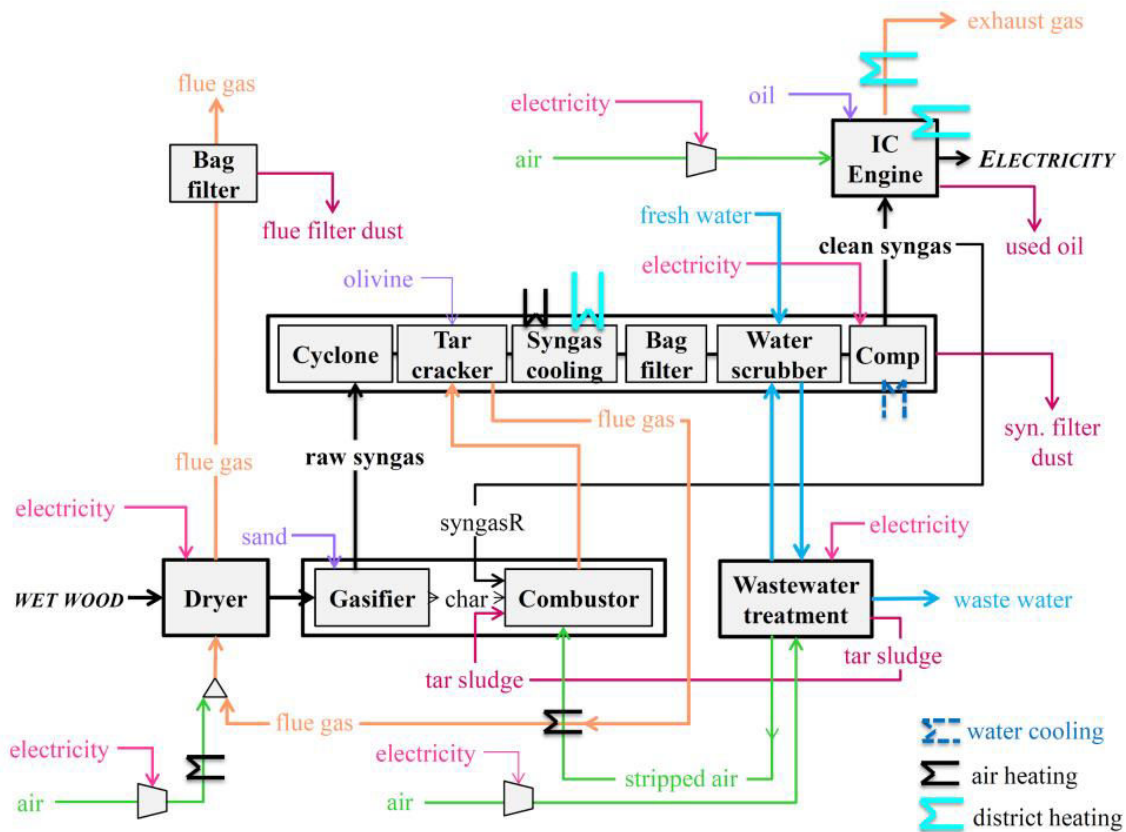 exhaust gas
flue gas
electricity
oil
Bag
filter
air
IC
Engine
ELECTRICITY
flue filter dust
fresh water
clean syngas
used oil
olivine
electricity
Cyclone
Tar
cracker
Syngas
cooling
Bag
filter
Water
scrubber
Comp
flue gas
syn. filter
dust
flue gas
raw syngas
electricity
sand
syngasR
electricity
WET WOOD
Dryer
Gasifier
char
Combustor
Wastewater
treatment
waste water
tar sludge
tar sludge
flue gas
electricity
electricity
stripped air
air
air
water cooling
air heating
district heating